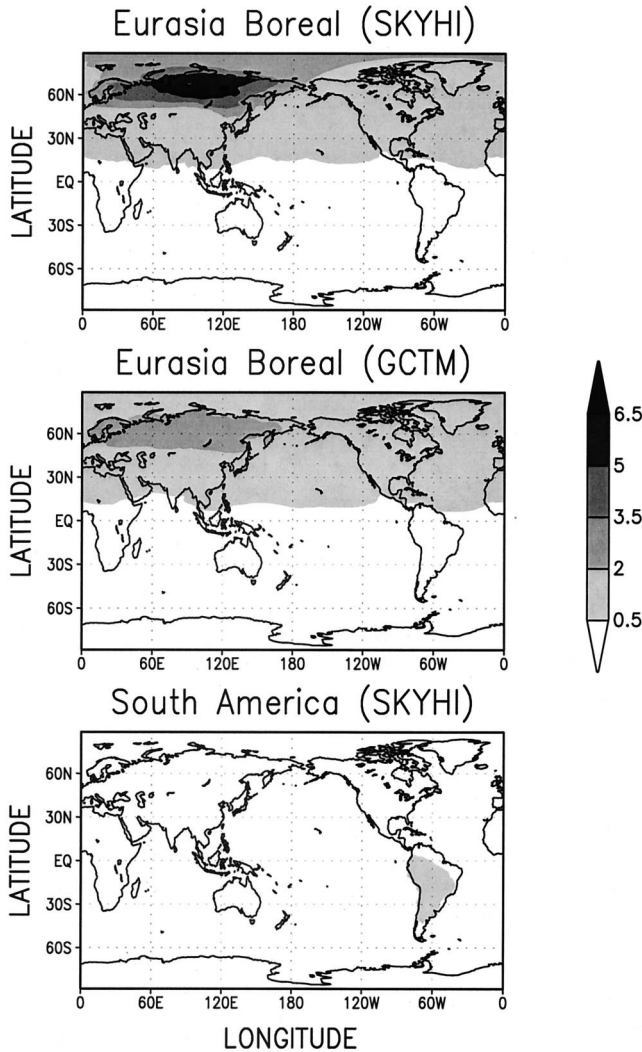 Eurasia Boreal (SKYHI)
LATITUDE
60N
30N
EQ
30S
60S
0 60E 120E 180 120W 60W 0
Eurasia Boreal (GCTM)
LATITUDE
60N
30N
EQ
30S
60S
0 60E 120E 180 120W 60W 0
6.5
5
3.5
2
0.5
South America (SKYHI)
LATITUDE
60N
30N
EQ
30S
60S
0 60E 120E 180 120W 60W 0
LONGITUDE